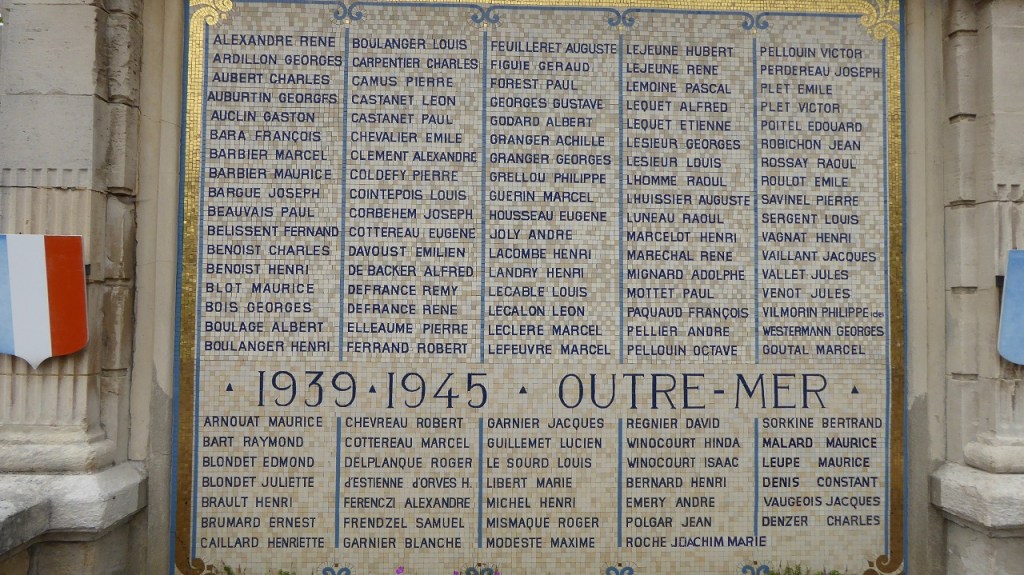 ALEXANDRE RENE
ARDILLON GEORGES
AUBERT CHARLES
AUBURTIN GEORGES
AUCLIN GASTON
BARA FRANÇOIS
BARBIER MARCEL
BARBIER MAURICE
BARGUE JOSEPH
BEAUVAIS PAUL
BELISSENT FERNAND
BENOIST CHARLES
BENOIST HENRI
BLOT MAURICE
BOIS GEORGES
BOULAGE ALBERT
BOULANGER HENRI
BOULANGER LOUIS
CARPENTIER CHARLES
CAMUS PIERRE
CASTANET LEON
CASTANET PAUL
CHEVALIER EMILE
CLEMENT ALEXANDRE
COLDEFY PIERRE
COINTEPOIS LOUIS
CORBEHEM JOSEPH
COTTEREAU EUGENE
DAVOUST EMILIEN
DE BACKER ALFRED
DEFRANCE REMY
DEFRANCE RENE
ELLEAUME PIERRE
FERRAND ROBERT
FEUILLERET AUGUSTE
FIGUIE GERAUD
FOREST PAUL
GEORGES GUSTAVE
GODARD ALBERT
GRANGER ACHILLE
GRANGER GEORGES
GRELLOU PHILIPPE
GUERIN MARCEL
HOUSSEAU EUGENE
JOLY ANDRE
LACOMBE HENRI
LANDRY HENRI
LECABLE LOUIS
LECALON LEON
LECLERE MARCEL
LEFEUVRE MARCEL
LEJEUNE HUBERT
LEJEUNE RENE
LEMOINE PASCAL
LEQUET ALFRED
LEQUET ETIENNE
LESIEUR GEORGES
LESIEUR LOUIS
LHOMME RAOUL
LHUISSIER AUGUSTE
LUNEAU RAOUL
MARCELOT HENRI
MARECHAL RENE
MIGNARD ADOLPHE
MOTTET PAUL
PAQUAUD FRANÇOIS
PELLIER ANDRE
PELLOUIN OCTAVE
PELLOUIN VICTOR
PERDEREAU JOSEPH
PLET EMILE
PLET VICTOR
POITEL EDOUARD
ROBICHON JEAN
ROSSAY RAOUL
ROULOT EMILE
SAVINEL PIERRE
SERGENT LOUIS
VAGNAT HENRI
VAILLANT JACQUES
VALLET JULES
VENOT JULES
VILMORIN PHILIPPE de
WESTERMANN GEORGES
GOUTAL MARCEL
▲ 1939 ▲ 1945 ▲ OUTRE-MER ▲
ARNOUAT MAURICE
BART RAYMOND
BLONDET EDMOND
BLONDET JULIETTE
BRAULT HENRI
BRUMARD ERNEST
CAILLARD HENRIETTE
CHEVREAU ROBERT
COTTEREAU MARCEL
DELPLANQUE ROGER
d'ESTIENNE d'ORVES H.
FERENCZI ALEXANDRE
FRENDZEL SAMUEL
GARNIER BLANCHE
GARNIER JACQUES
GUILLEMET LUCIEN
LE SOURD LOUIS
LIBERT MARIE
MICHEL HENRI
MISMAQUE ROGER
MODESTE MAXIME
REGNIER DAVID
WINOCOURT HINDA
WINOCOURT ISAAC
BERNARD HENRI
EMERY ANDRE
POLGAR JEAN
ROCHE JOACHIM MARIE
SORKINE BERTRAND
MALARD MAURICE
LEUPE MAURICE
DENIS CONSTANT
VAUGEOIS JACQUES
DENZER CHARLES